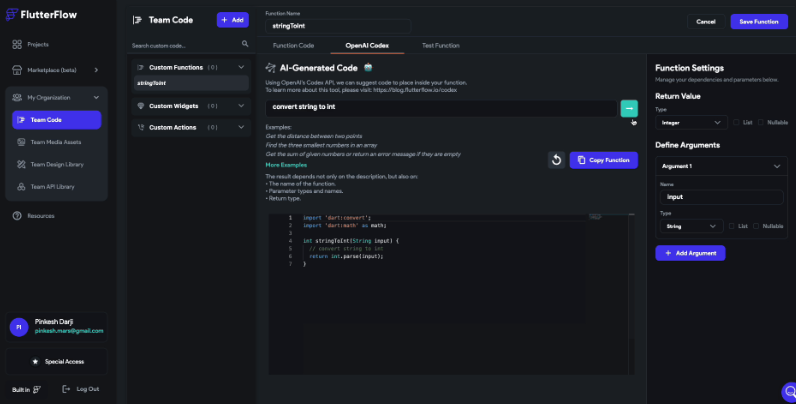 FlutterFlow
Projects
Marketplace (beta)
My Organization
Team Code
Team Media Assets
Team Design Library
Team API Library
Resources
PI
Pinkesh Darji
pinkesh.mars@gmail.com
Special Access
Built in
Log Out
Team Code
+ Add
Search custom code...
Custom Functions ( 0 )
stringToint
Custom Widgets ( 0 )
Custom Actions ( 0 )
Function Name
stringToint
Cancel
Save Function
Function Code
OpenAI Codex
Test Function
AI-Generated Code
Using OpenAI's Codex API, we can suggest code to place inside your function.
To learn more about this tool, please visit: https://blog.flutterflow.io/codex
convert string to int
Examples:
Get the distance between two points
Find the three smallest numbers in an array
Get the sum of given numbers or return an error message if they are empty
More Examples
Copy Function
The result depends not only on the description, but also on:
• The name of the function.
• Parameter types and names.
• Return type.
1 import 'dart:convert';
2 import 'dart:math' as math;
3
4 int stringToInt(String input) {
5 // convert string to int
6 return int.parse(input);
7 }
Function Settings
Manage your dependencies and parameters below.
Return Value
Type
Integer
List
Nullable
Define Arguments
Argument 1
Name
input
Type
String
List
Nullable
+ Add Argument